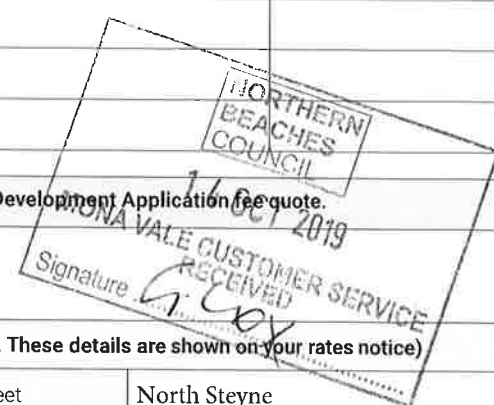 NORTHERN
BEACHES
COUNCIL
OCT 2019
Development Application fee quote.
MONA VALE CUSTOMER SERVICE
RECEIVED
Signature G. Cox
These details are shown on your rates notice)
North Steyne